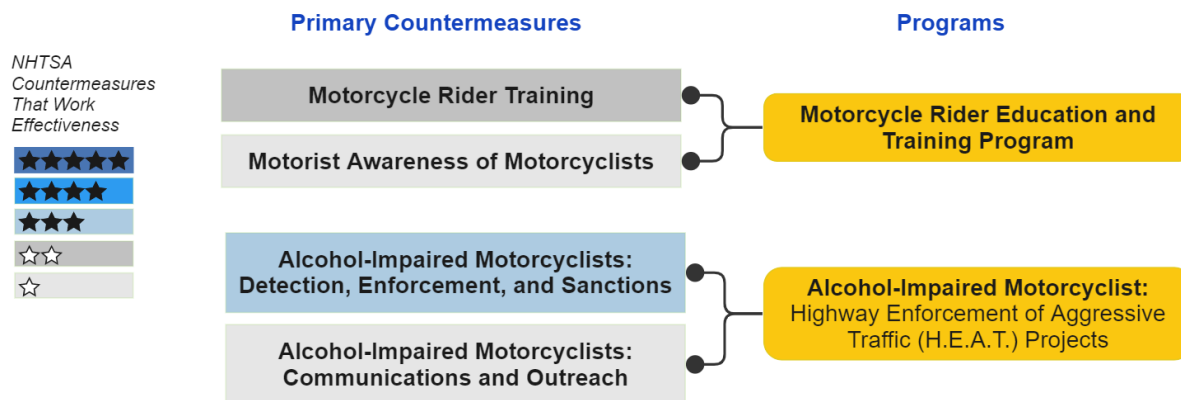 Primary Countermeasures
Programs
NHTSA
Countermeasures
That Work
Effectiveness
Motorcycle Rider Training
Motorist Awareness of Motorcyclists
Motorcycle Rider Education and
Training Program
Alcohol-Impaired Motorcyclists:
Detection, Enforcement, and Sanctions
Alcohol-Impaired Motorcyclists:
Communications and Outreach
Alcohol-Impaired Motorcyclist:
Highway Enforcement of Aggressive
Traffic (H.E.A.T.) Projects